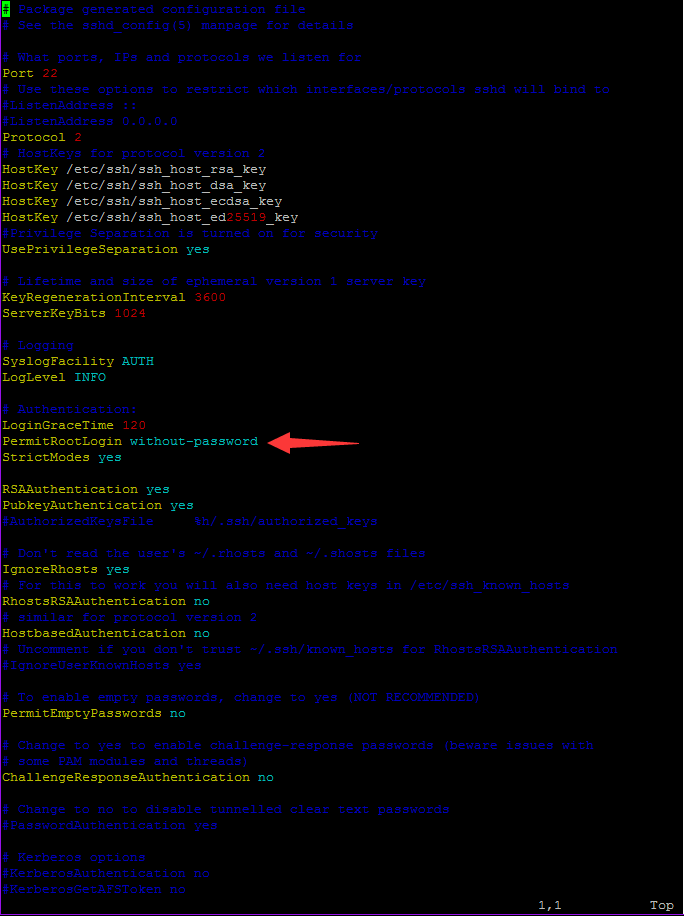 # Package generated configuration file
# See the sshd_config(5) manpage for details
# What ports, IPs and protocols we listen for
Port 22
# Use these options to restrict which interfaces/protocols sshd will bind to
#ListenAddress ::
#ListenAddress 0.0.0.0
Protocol 2
# HostKeys for protocol version 2
HostKey /etc/ssh/ssh_host_rsa_key
HostKey /etc/ssh/ssh_host_dsa_key
HostKey /etc/ssh/ssh_host_ecdsa_key
HostKey /etc/ssh/ssh_host_ed25519_key
#Privilege Separation is turned on for security
UsePrivilegeSeparation yes
# Lifetime and size of ephemeral version 1 server key
KeyRegenerationInterval 3600
ServerKeyBits 1024
# Logging
SyslogFacility AUTH
LogLevel INFO
# Authentication:
LoginGraceTime 120
PermitRootLogin without-password
StrictModes yes
RSAAuthentication yes
PubkeyAuthentication yes
#AuthorizedKeysFile     %h/.ssh/authorized_keys
# Don't read the user's ~/.rhosts and ~/.shosts files
IgnoreRhosts yes
# For this to work you will also need host keys in /etc/ssh_known_hosts
RhostsRSAAuthentication no
# similar for protocol version 2
HostbasedAuthentication no
# Uncomment if you don't trust ~/.ssh/known_hosts for RhostsRSAAuthentication
#IgnoreUserKnownHosts yes
# To enable empty passwords, change to yes (NOT RECOMMENDED)
PermitEmptyPasswords no
# Change to yes to enable challenge-response passwords (beware issues with
# some PAM modules and threads)
ChallengeResponseAuthentication no
# Change to no to disable tunnelled clear text passwords
#PasswordAuthentication yes
# Kerberos options
#KerberosAuthentication no
#KerberosGetAFSToken no
1,1 Top